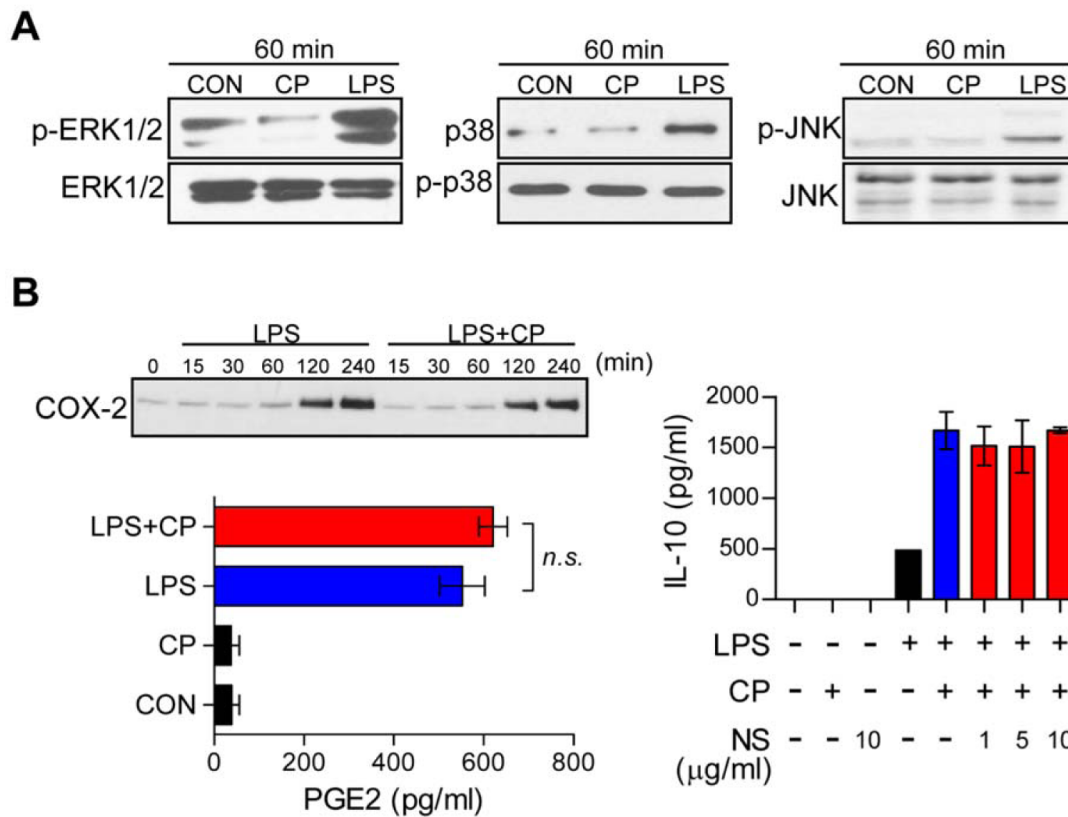 A
60 min 60 min 60 min
CON CP LPS CON CP LPS CON CP LPS
p-ERK1/2 p38 p-JNK
ERK1/2 p-p38 JNK
B
LPS LPS+CP
0 15 30 60 120 240 15 30 60 120 240 (min)
COX-2
LPS+CP
LPS
CP
CON
n.s.
0 200 400 600 800
PGE2 (pg/ml)
IL-10 (pg/ml)
2000
1500
1000
500
0
LPS - - - + + + + +
CP - + - - + + + +
NS - - 10 - - 1 5 10
(μg/ml)